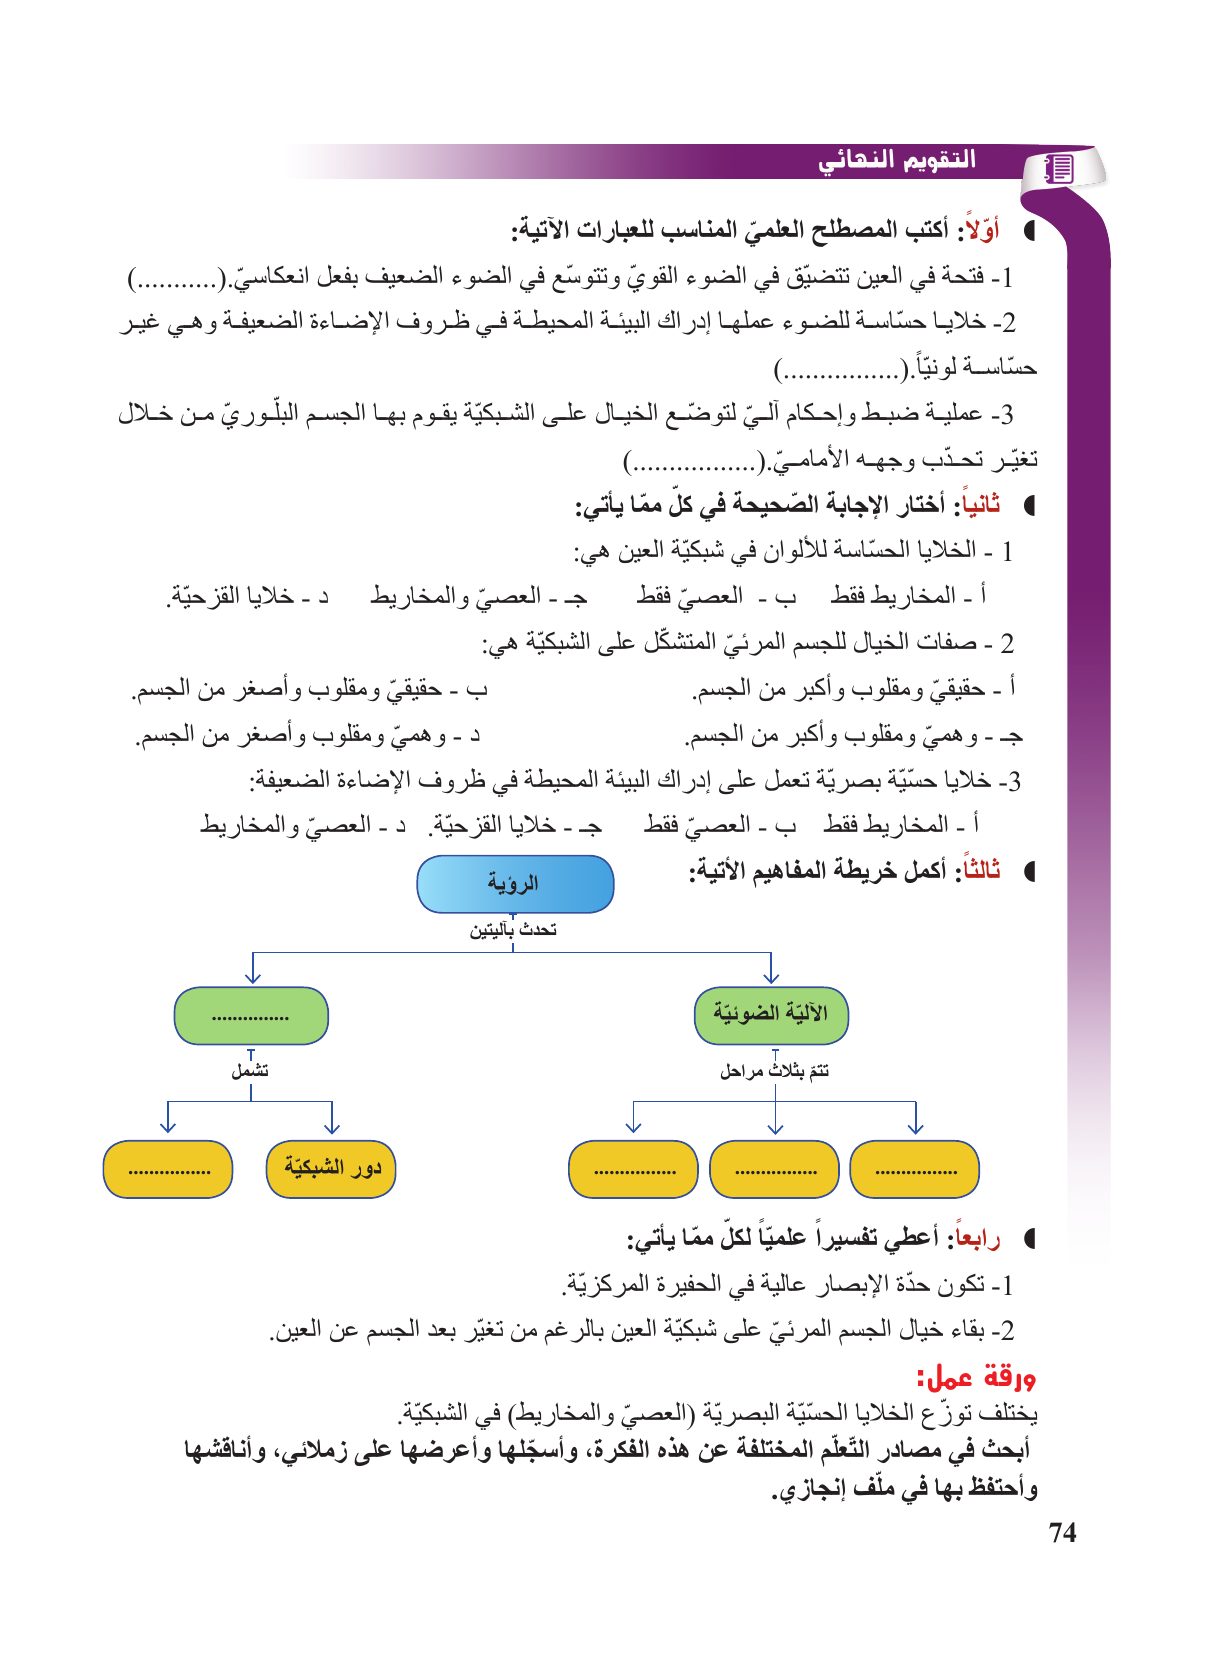 التقويم النهائي
أوّلاً: أكتب المصطلح العلميّ المناسب للعبارات الآتية:
1- فتحة في العين تتضيّق في الضوء القويّ وتتوسّع في الضوء الضعيف بفعل انعكاسيّ.(...........)
2- خلايا حسّاسة للضوء عملها إدراك البيئة المحيطة في ظروف الإضاءة الضعيفة وهي غير
حسّاسة لونيّاً.(................)
3- عملية ضبط وإحكام آليّ لتوضّع الخيال على الشبكيّة يقوم بها الجسم البلّوريّ من خلال
تغيّر تحدّب وجهه الأماميّ.(.................)
ثانياً: أختار الإجابة الصّحيحة في كلّ ممّا يأتي:
1 - الخلايا الحسّاسة للألوان في شبكيّة العين هي:
أ - المخاريط فقط ب - العصيّ فقط جـ - العصيّ والمخاريط د - خلايا القزحيّة.
2 - صفات الخيال للجسم المرئيّ المتشكّل على الشبكيّة هي:
أ - حقيقيّ ومقلوب وأكبر من الجسم. ب - حقيقيّ ومقلوب وأصغر من الجسم.
جـ - وهميّ ومقلوب وأكبر من الجسم. د - وهميّ ومقلوب وأصغر من الجسم.
3- خلايا حسّيّة بصريّة تعمل على إدراك البيئة المحيطة في ظروف الإضاءة الضعيفة:
أ - المخاريط فقط ب - العصيّ فقط جـ - خلايا القزحيّة. د - العصيّ والمخاريط
ثالثاً: أكمل خريطة المفاهيم الأتية:
الرؤية
تحدث بآليتين
الآليّة الضوئيّة ...............
تتمّ بثلاث مراحل تشمل
................ ................ ................ دور الشبكيّة ................
رابعاً: أعطي تفسيراً علميّاً لكلّ ممّا يأتي:
1- تكون حدّة الإبصار عالية في الحفيرة المركزيّة.
2- بقاء خيال الجسم المرئيّ على شبكيّة العين بالرغم من تغيّر بعد الجسم عن العين.
ورقة عمل:
يختلف توزّع الخلايا الحسّيّة البصريّة (العصيّ والمخاريط) في الشبكيّة.
أبحث في مصادر التّعلّم المختلفة عن هذه الفكرة، وأسجّلها وأعرضها على زملائي، وأناقشها
وأحتفظ بها في ملّف إنجازي.
74